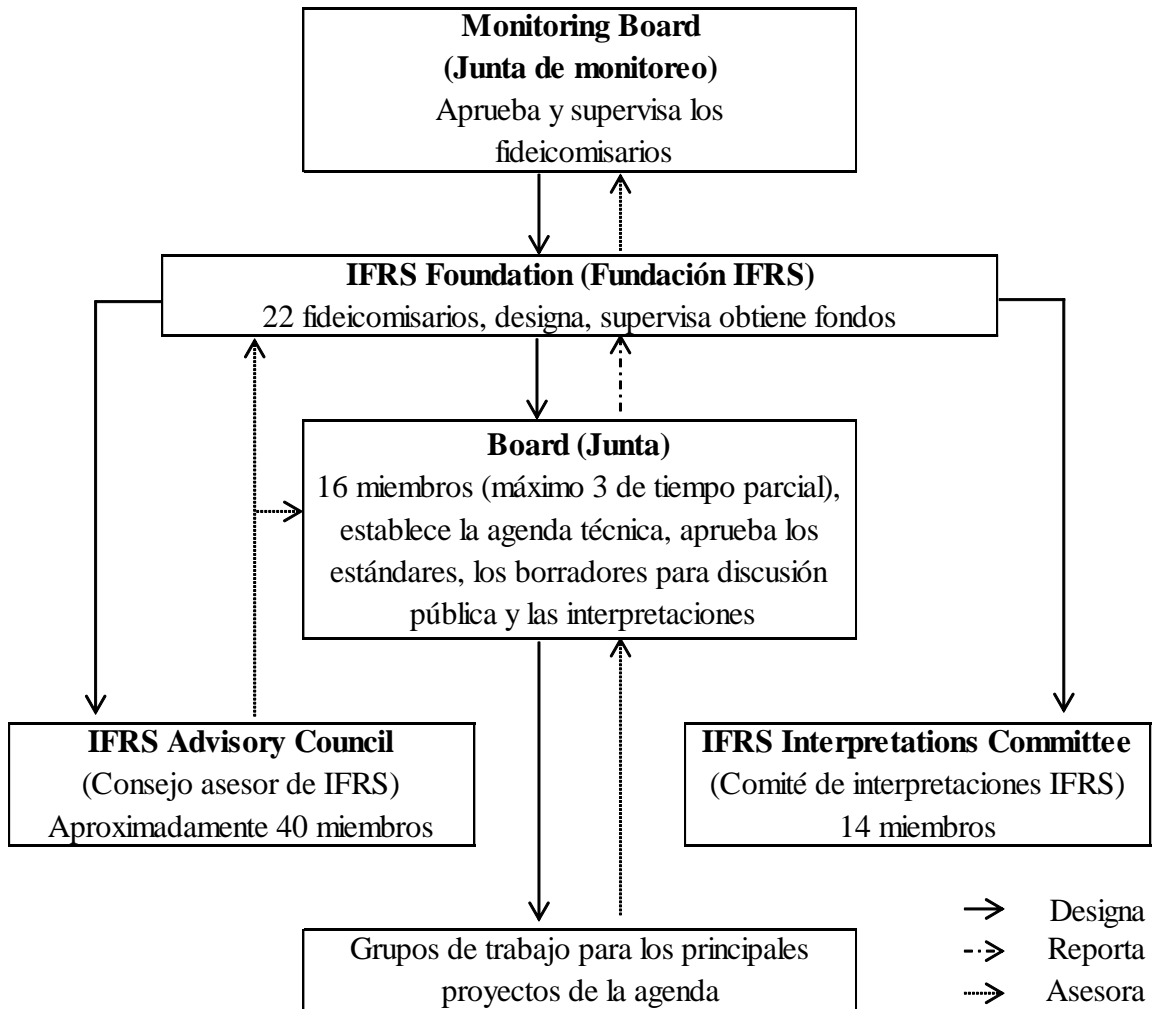 Monitoring Board
(Junta de monitoreo)
Aprueba y supervisa los
fideicomisarios
IFRS Foundation (Fundación IFRS)
22 fideicomisarios, designa, supervisa obtiene fondos
Board (Junta)
16 miembros (máximo 3 de tiempo parcial),
establece la agenda técnica, aprueba los
estándares, los borradores para discusión
pública y las interpretaciones
IFRS Advisory Council
(Consejo asesor de IFRS)
Aproximadamente 40 miembros
IFRS Interpretations Committee
(Comité de interpretaciones IFRS)
14 miembros
Grupos de trabajo para los principales
proyectos de la agenda
Designa
Reporta
Asesora